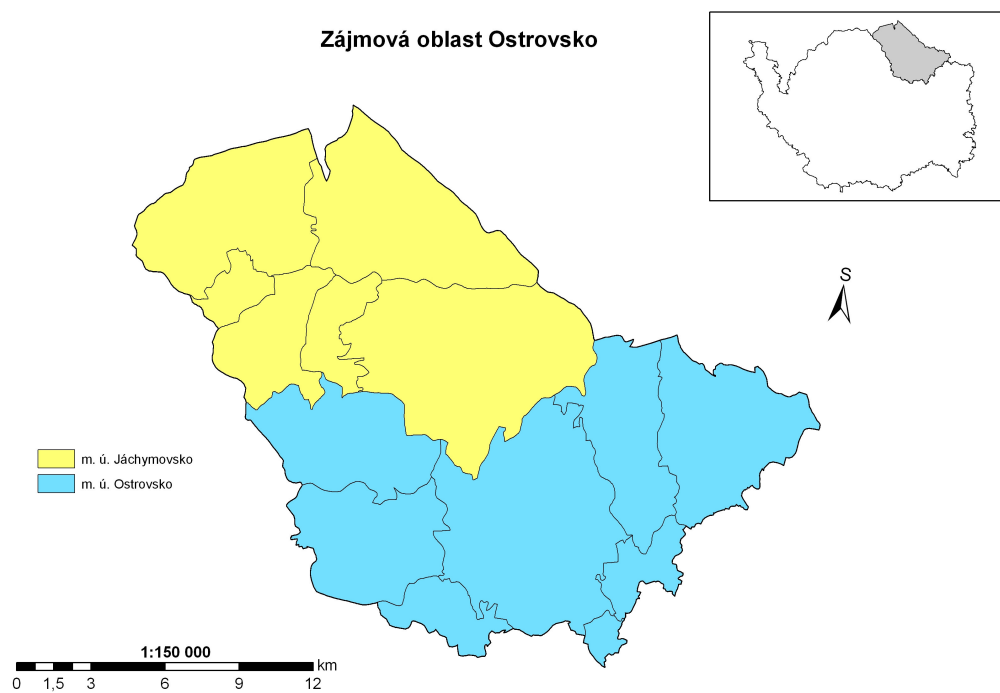 Zájmová oblast Ostrovsko
S
m. ú. Jáchymovsko
m. ú. Ostrovsko
1:150 000
km
0 1,5 3 6 9 12